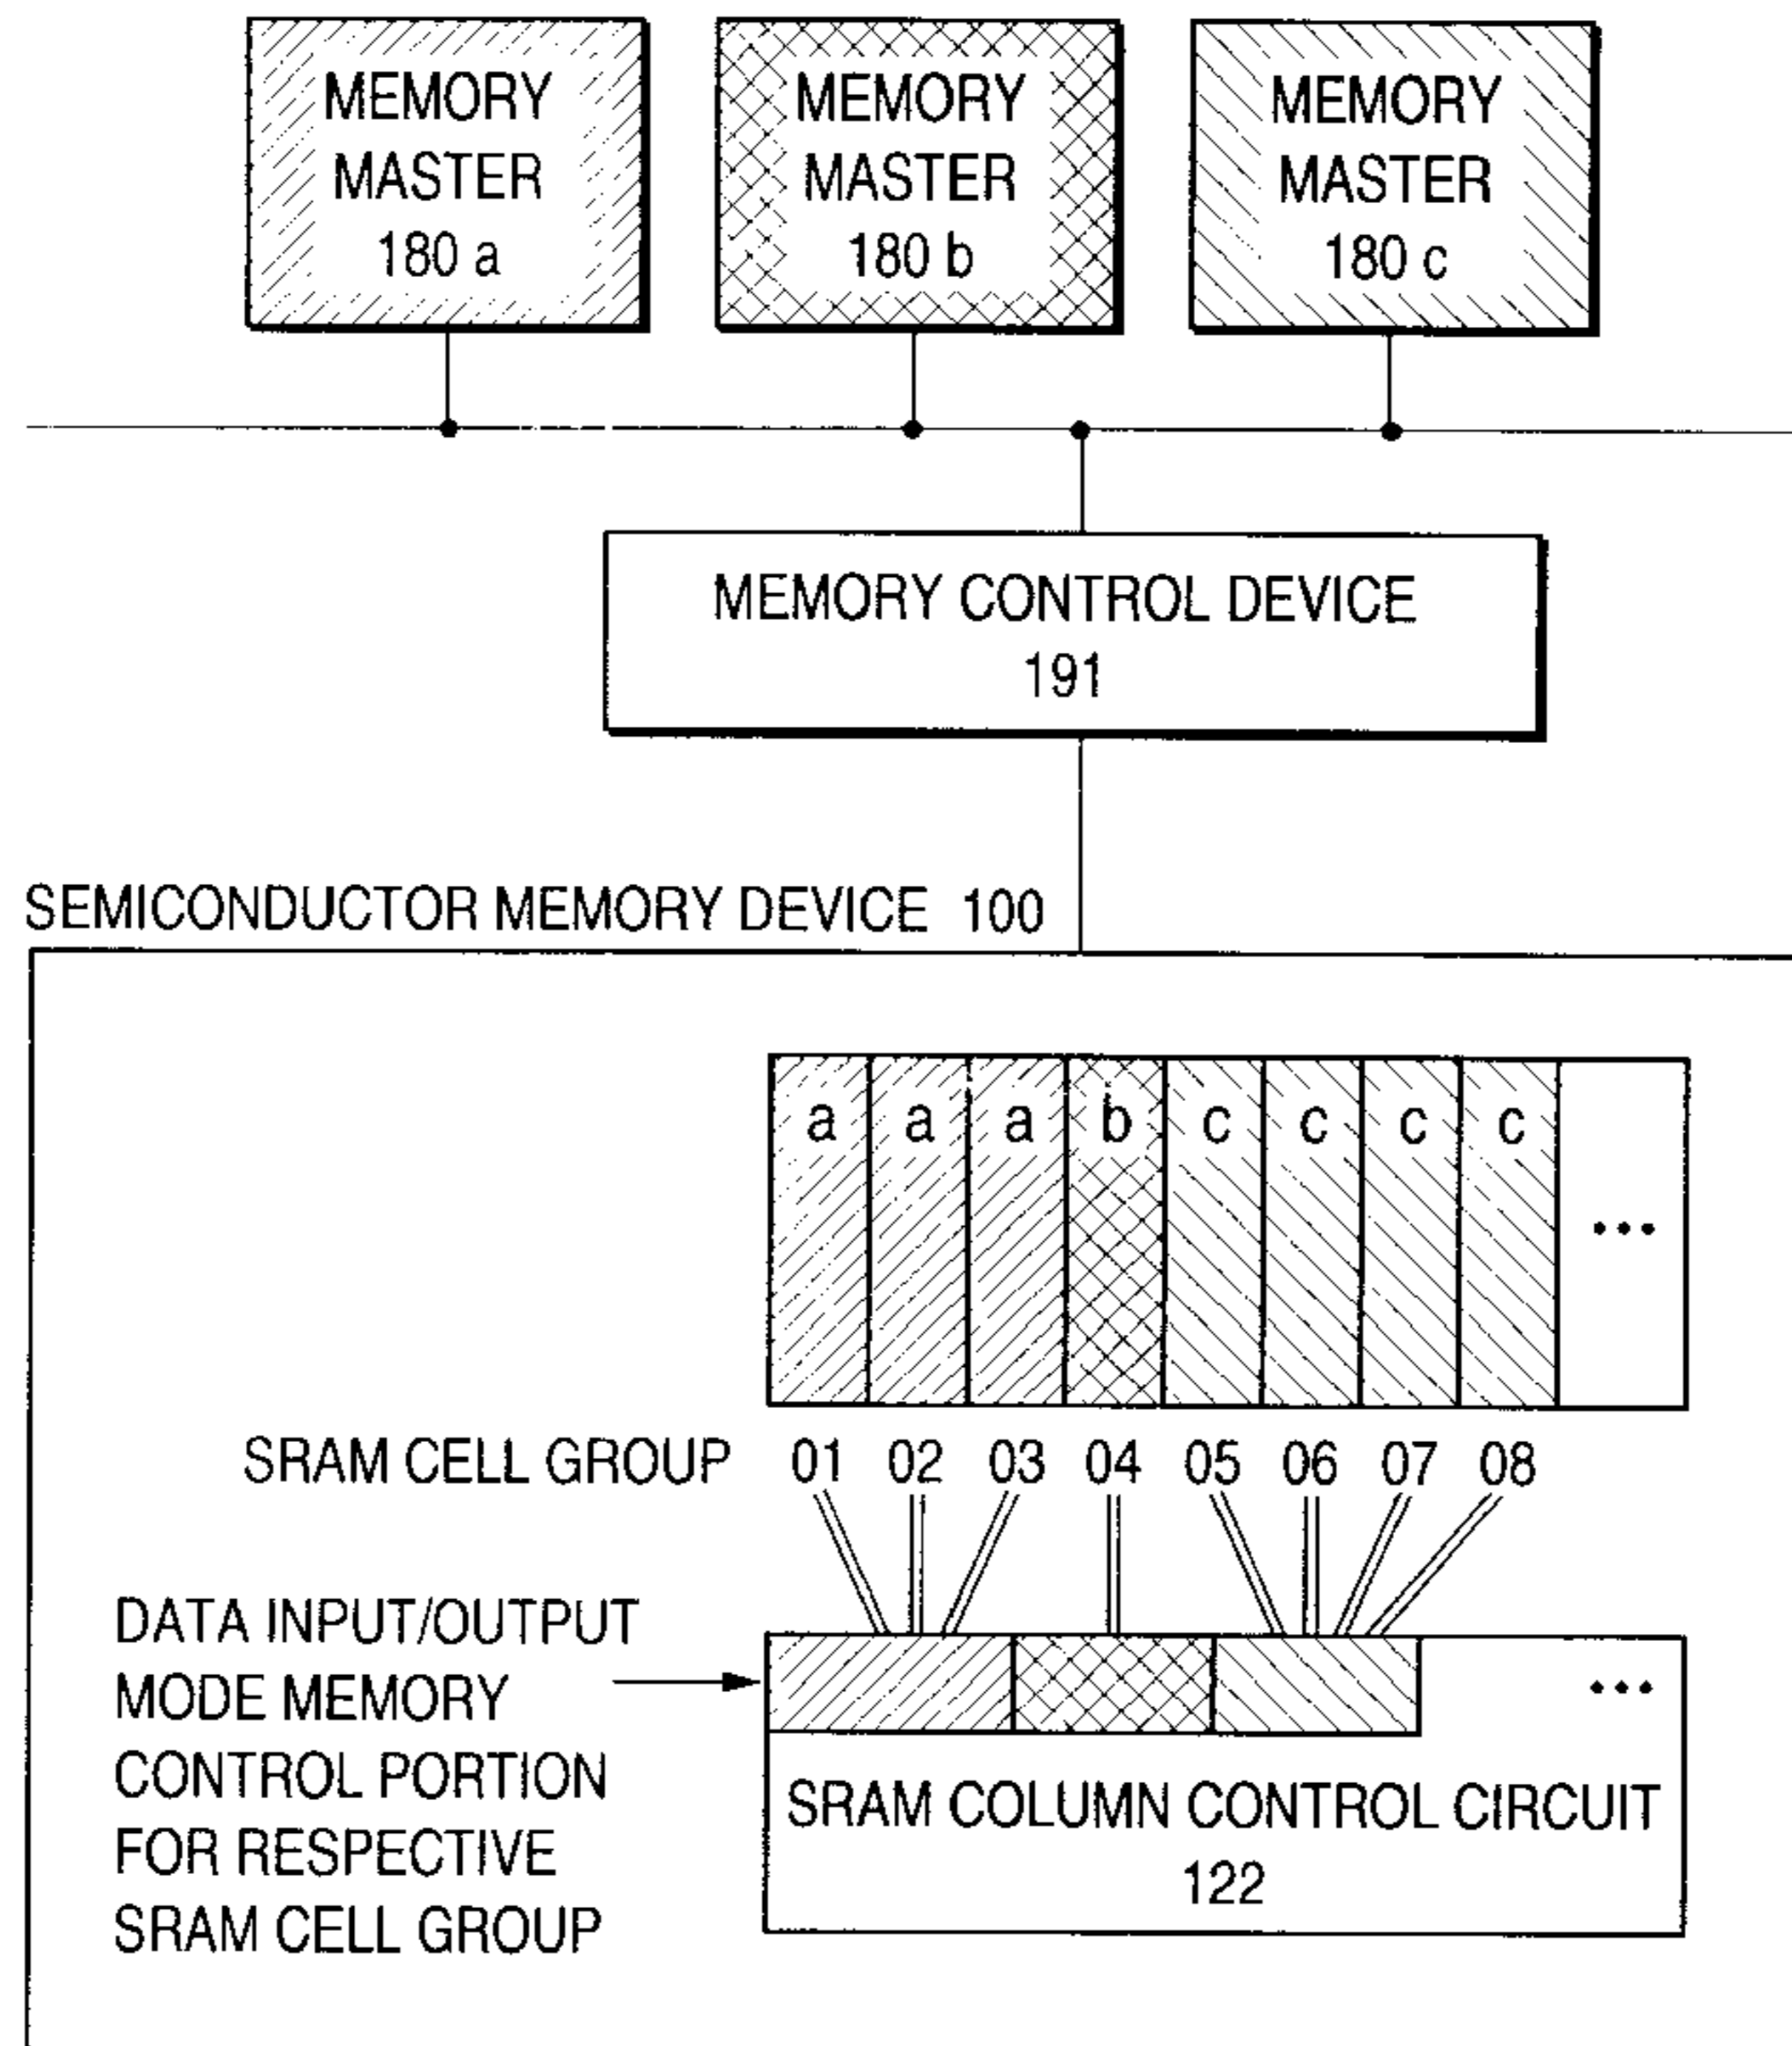 MEMORY
MASTER
180 a
MEMORY
MASTER
180 b
MEMORY
MASTER
180 c
MEMORY CONTROL DEVICE
191
SEMICONDUCTOR MEMORY DEVICE 100
a a a b c c c c ...
SRAM CELL GROUP 01 02 03 04 05 06 07 08
DATA INPUT/OUTPUT
MODE MEMORY
CONTROL PORTION
FOR RESPECTIVE
SRAM CELL GROUP
...
SRAM COLUMN CONTROL CIRCUIT
122